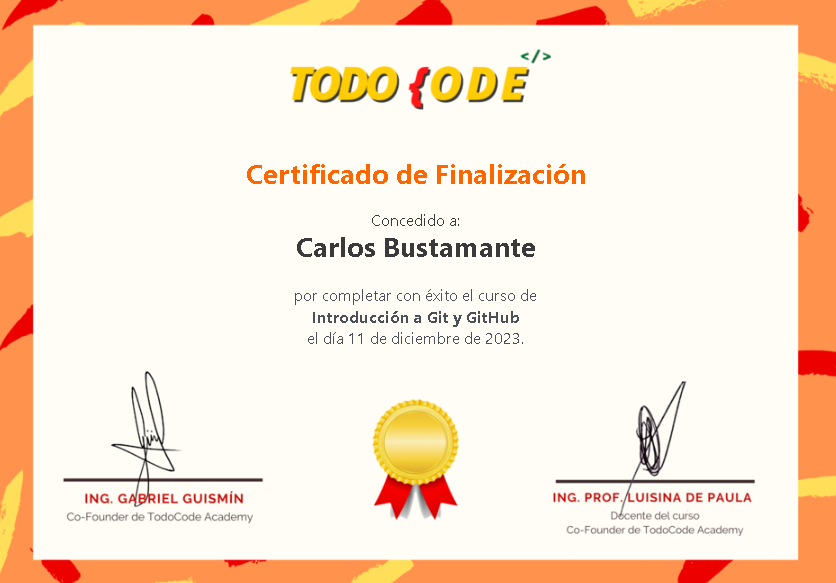 </>
TODO {ODE
Certificado de Finalización
Concedido a:
Carlos Bustamante
por completar con éxito el curso de
Introducción a Git y GitHub
el día 11 de diciembre de 2023.
ING. GABRIEL GUISMÍN
Co-Founder de TodoCode Academy
ING. PROF. LUISINA DE PAULA
Docente del curso
Co-Founder de TodoCode Academy